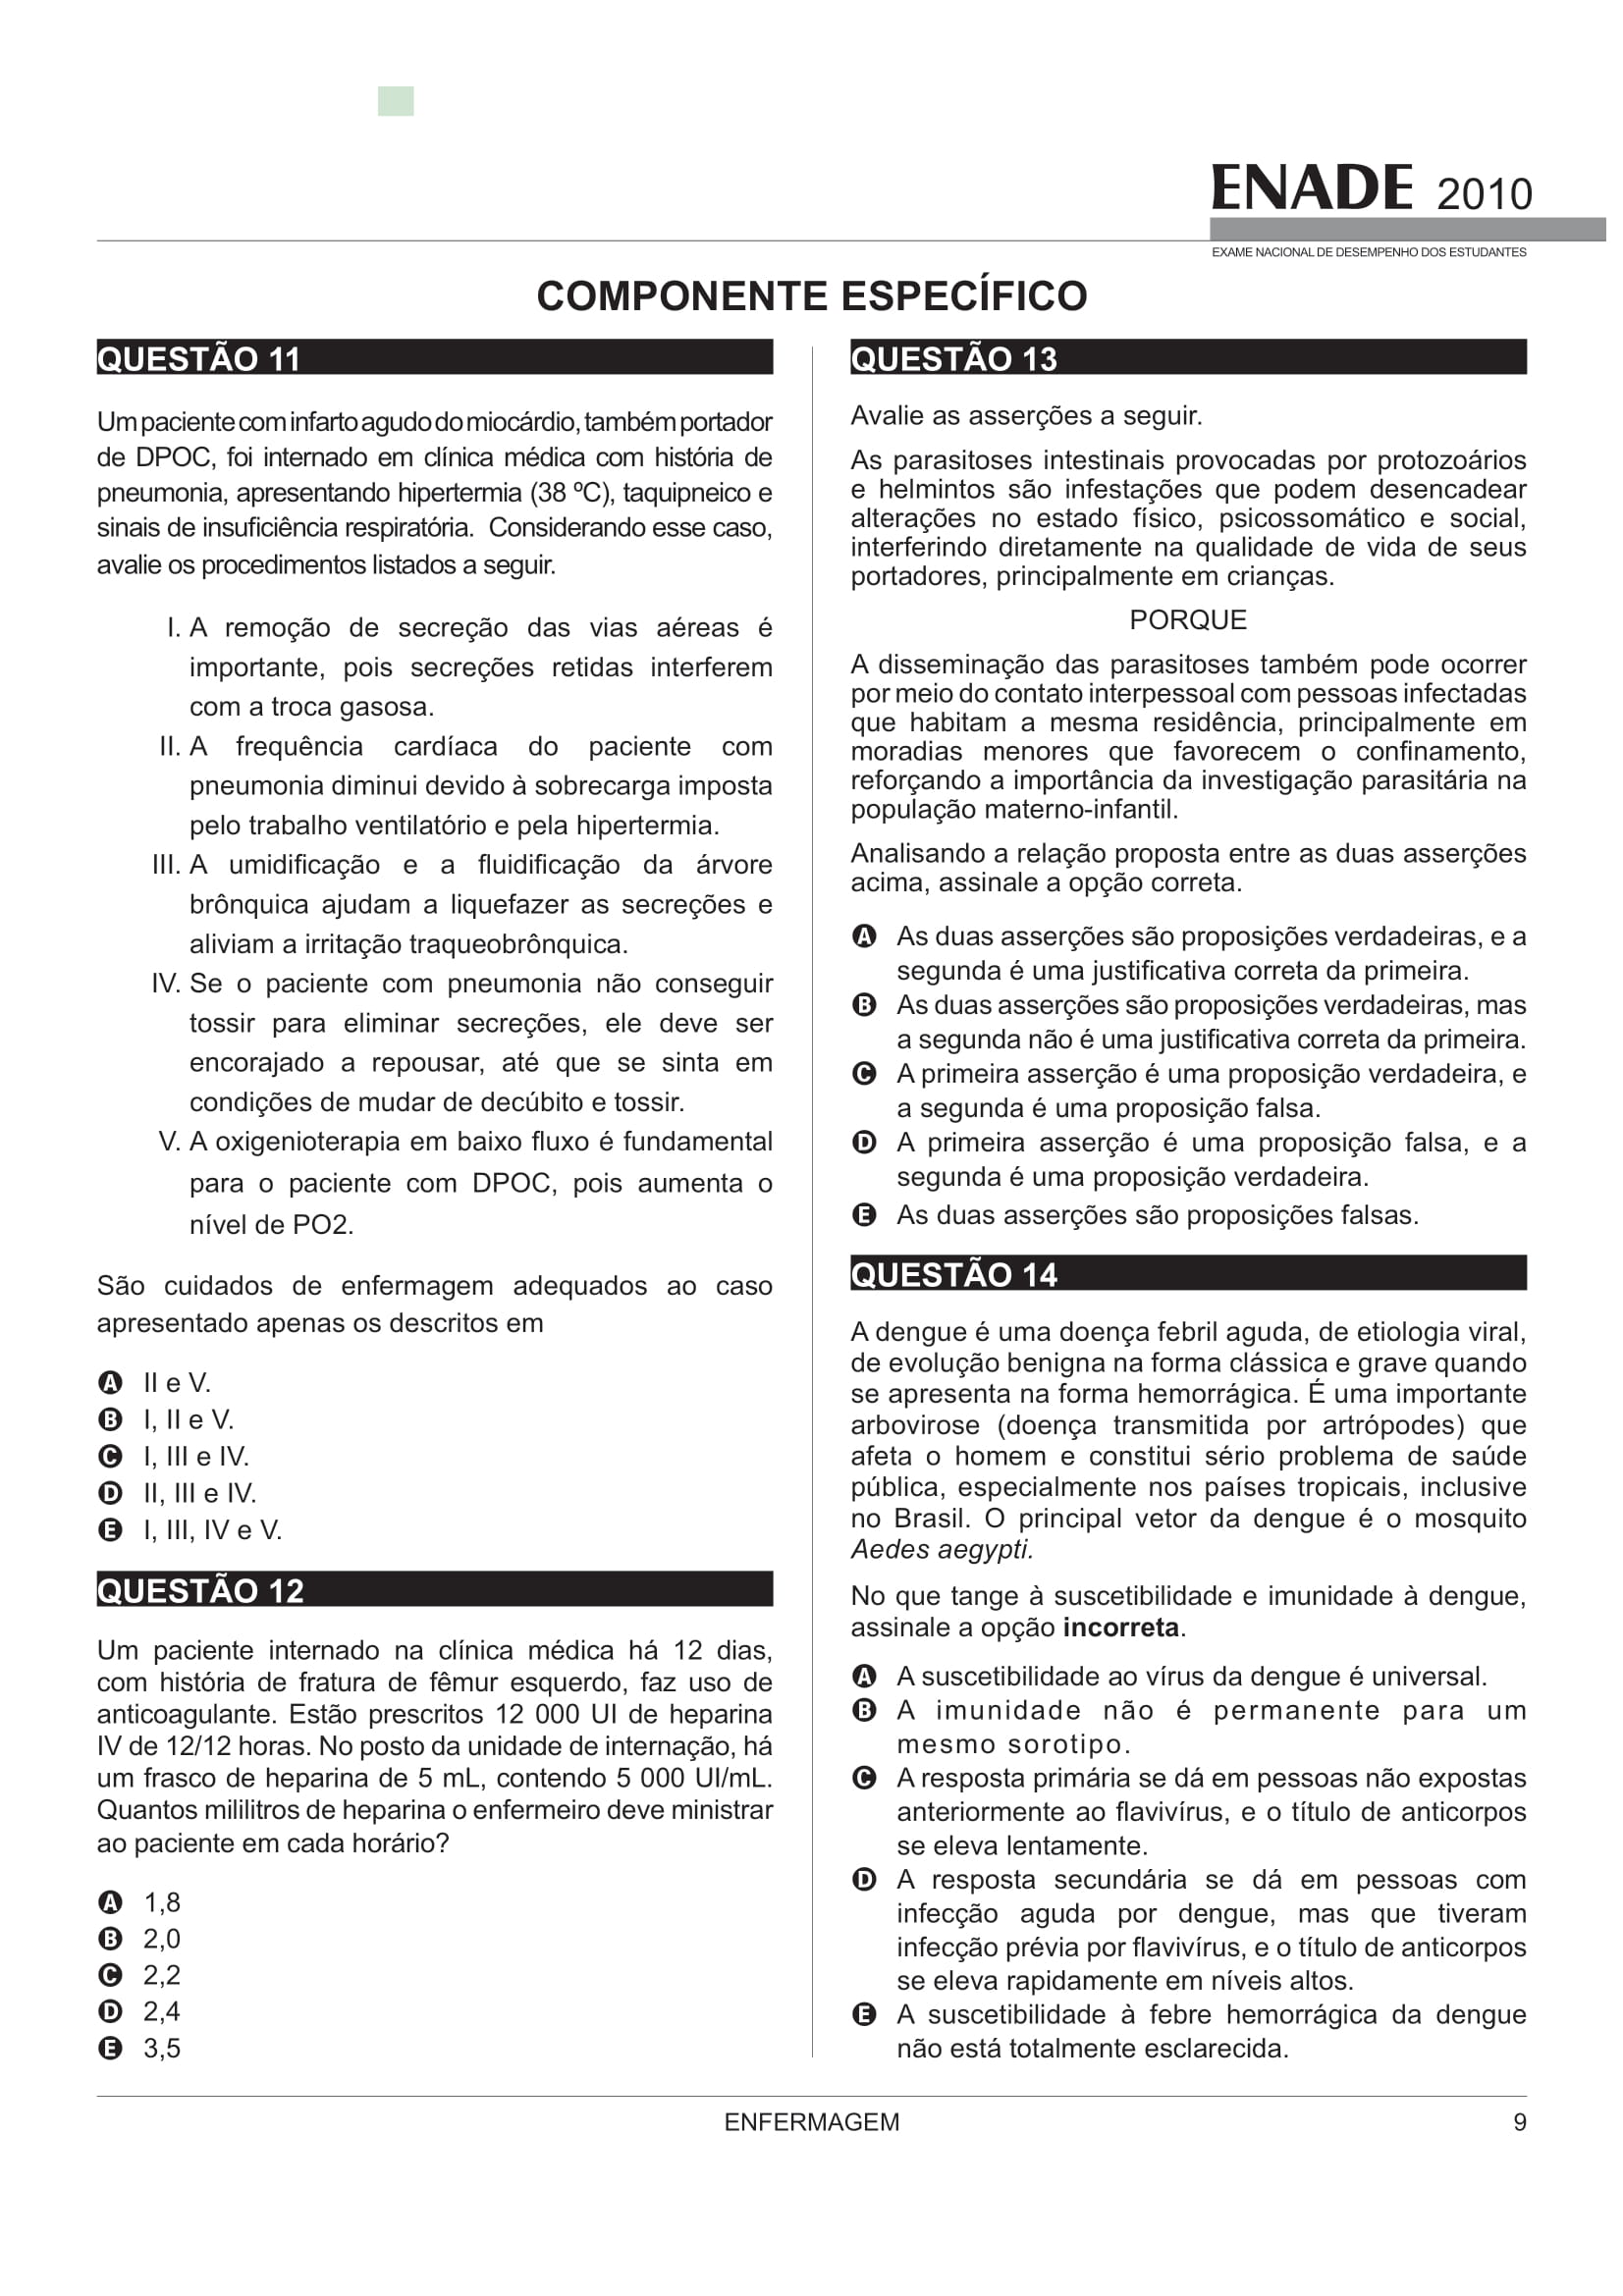 ENADE 2010
EXAME NACIONAL DE DESEMPENHO DOS ESTUDANTES
COMPONENTE ESPECÍFICO
QUESTÃO 11
Um paciente com infarto agudo do miocárdio, também portador
de DPOC, foi internado em clínica médica com história de
pneumonia, apresentando hipertermia (38 ºC), taquipneico e
sinais de insuficiência respiratória. Considerando esse caso,
avalie os procedimentos listados a seguir.
I. A remoção de secreção das vias aéreas é
importante, pois secreções retidas interferem
com a troca gasosa.
II. A frequência cardíaca do paciente com
pneumonia diminui devido à sobrecarga imposta
pelo trabalho ventilatório e pela hipertermia.
III. A umidificação e a fluidificação da árvore
brônquica ajudam a liquefazer as secreções e
aliviam a irritação traqueobrônquica.
IV. Se o paciente com pneumonia não conseguir
tossir para eliminar secreções, ele deve ser
encorajado a repousar, até que se sinta em
condições de mudar de decúbito e tossir.
V. A oxigenioterapia em baixo fluxo é fundamental
para o paciente com DPOC, pois aumenta o
nível de PO2.
São cuidados de enfermagem adequados ao caso
apresentado apenas os descritos em
A II e V.
B I, II e V.
C I, III e IV.
D II, III e IV.
E I, III, IV e V.
QUESTÃO 12
Um paciente internado na clínica médica há 12 dias,
com história de fratura de fêmur esquerdo, faz uso de
anticoagulante. Estão prescritos 12 000 UI de heparina
IV de 12/12 horas. No posto da unidade de internação, há
um frasco de heparina de 5 mL, contendo 5 000 UI/mL.
Quantos mililitros de heparina o enfermeiro deve ministrar
ao paciente em cada horário?
A 1,8
B 2,0
C 2,2
D 2,4
E 3,5
QUESTÃO 13
Avalie as asserções a seguir.
As parasitoses intestinais provocadas por protozoários
e helmintos são infestações que podem desencadear
alterações no estado físico, psicossomático e social,
interferindo diretamente na qualidade de vida de seus
portadores, principalmente em crianças.
PORQUE
A disseminação das parasitoses também pode ocorrer
por meio do contato interpessoal com pessoas infectadas
que habitam a mesma residência, principalmente em
moradias menores que favorecem o confinamento,
reforçando a importância da investigação parasitária na
população materno-infantil.
Analisando a relação proposta entre as duas asserções
acima, assinale a opção correta.
A As duas asserções são proposições verdadeiras, e a
segunda é uma justificativa correta da primeira.
B As duas asserções são proposições verdadeiras, mas
a segunda não é uma justificativa correta da primeira.
C A primeira asserção é uma proposição verdadeira, e
a segunda é uma proposição falsa.
D A primeira asserção é uma proposição falsa, e a
segunda é uma proposição verdadeira.
E As duas asserções são proposições falsas.
QUESTÃO 14
A dengue é uma doença febril aguda, de etiologia viral,
de evolução benigna na forma clássica e grave quando
se apresenta na forma hemorrágica. É uma importante
arbovirose (doença transmitida por artrópodes) que
afeta o homem e constitui sério problema de saúde
pública, especialmente nos países tropicais, inclusive
no Brasil. O principal vetor da dengue é o mosquito
Aedes aegypti.
No que tange à suscetibilidade e imunidade à dengue,
assinale a opção incorreta.
A A suscetibilidade ao vírus da dengue é universal.
B A imunidade não é permanente para um
mesmo sorotipo.
C A resposta primária se dá em pessoas não expostas
anteriormente ao flavivírus, e o título de anticorpos
se eleva lentamente.
D A resposta secundária se dá em pessoas com
infecção aguda por dengue, mas que tiveram
infecção prévia por flavivírus, e o título de anticorpos
se eleva rapidamente em níveis altos.
E A suscetibilidade à febre hemorrágica da dengue
não está totalmente esclarecida.
ENFERMAGEM
9